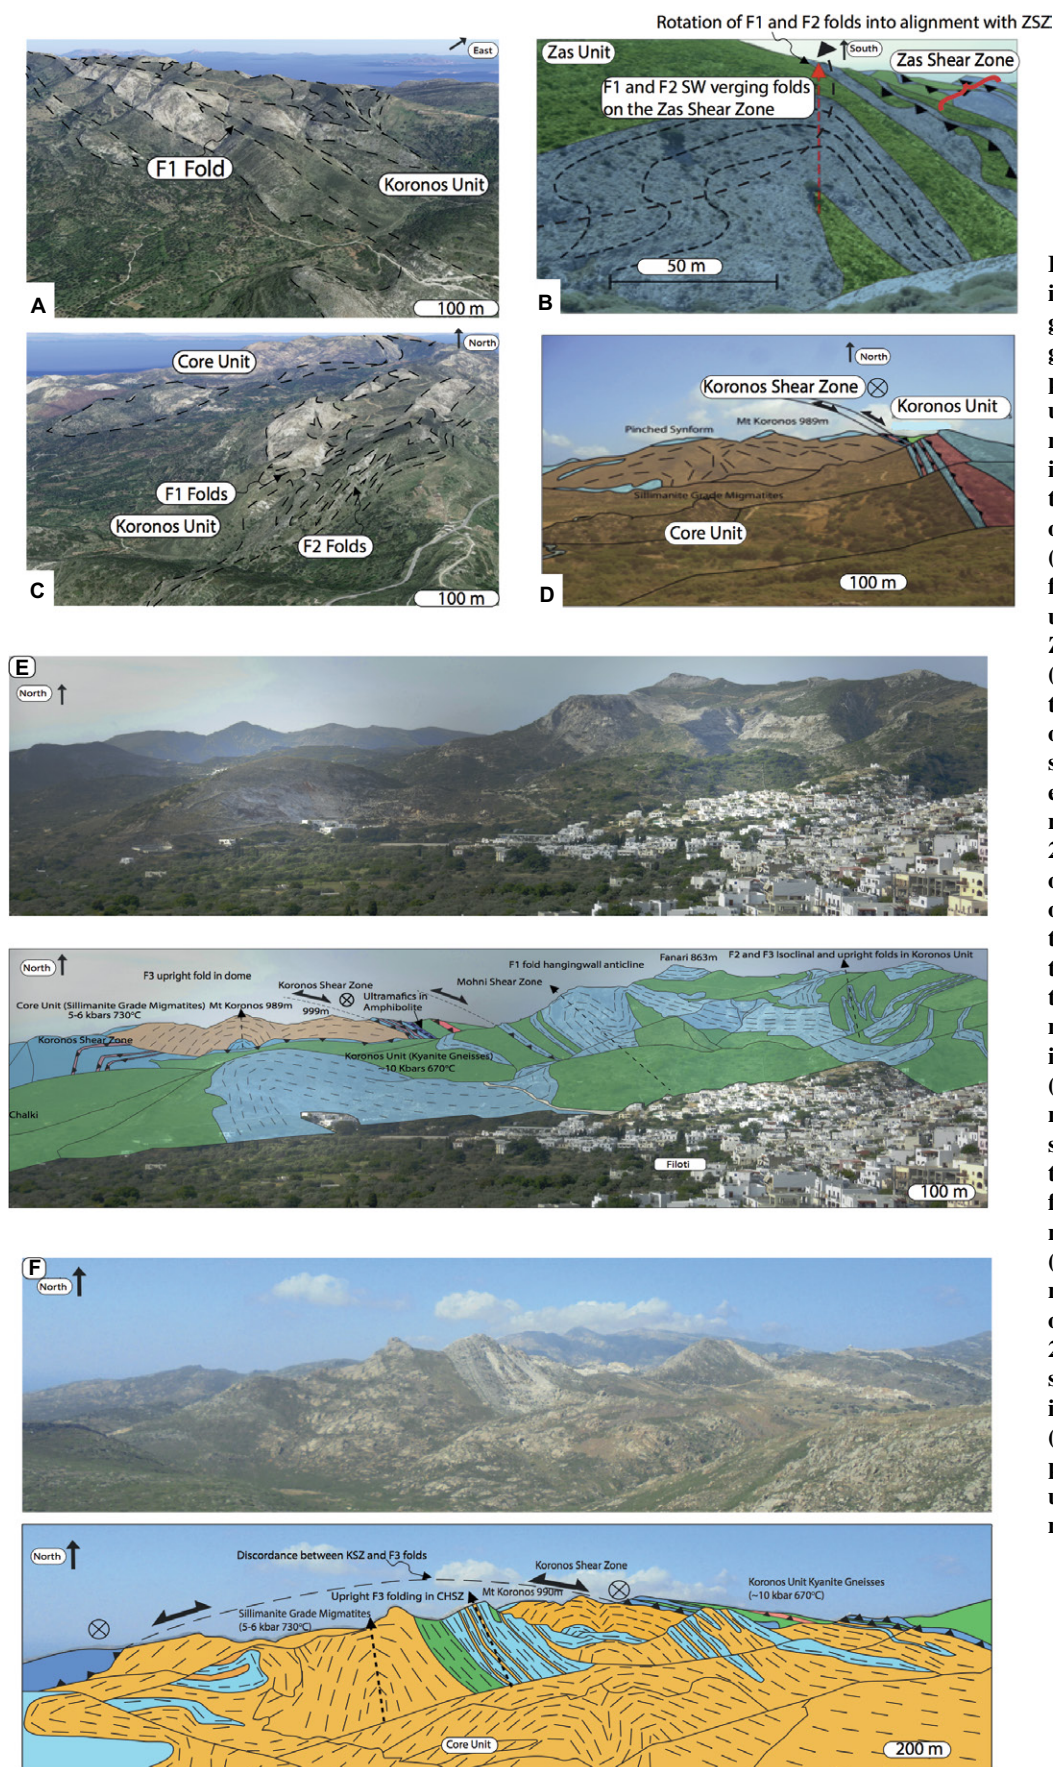 Rotation of F1 and F2 folds into alignment with ZSZ
East
F1 Fold
Koronos Unit
A
100 m
Zas Unit
South
Zas Shear Zone
F1 and F2 SW verging folds
on the Zas Shear Zone
50 m
B
Core Unit
North
F1 Folds
Koronos Unit
F2 Folds
C
100 m
North
Koronos Shear Zone
Koronos Unit
Mt Koronos 989m
Pinched Synform
Sillimanite Grade Migmatites
Core Unit
100 m
D
E
North
North
F3 upright fold in dome
F1 fold hangingwall anticline
Fanari 863m
F2 and F3 Isoclinal and upright folds in Koronos Unit
Koronos Shear Zone
Mohni Shear Zone
Core Unit (Sillimanite Grade Migmatites)
5-6 kbars 730°C
Mt Koronos 989m
999m
Ultramafics in
Amphibolite
Koronos Shear Zone
Koronos Unit (Kyanite Gneisses)
~10 Kbars 670°C
Chalki
Filoti
100 m
F
North
North
Discordance between KSZ and F3 folds
Koronos Shear Zone
Upright F3 folding in CHSZ
Mt Koronos 990m
Koronos Unit Kyanite Gneisses
(~10 kbar 670°C)
Sillimanite Grade Migmatites
(5-6 kbar 730°C)
Core Unit
200 m